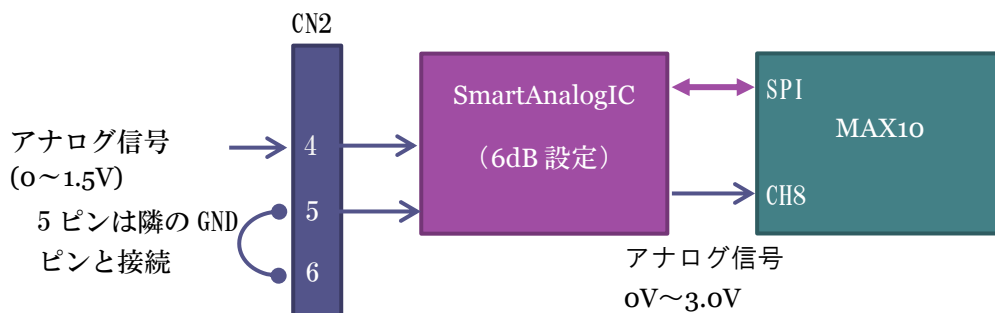 CN2
アナログ信号
(0～1.5V)
5 ピンは隣の GND
ピンと接続
4
5
6
SmartAnalogIC
（6dB 設定）
SPI
MAX10
CH8
アナログ信号
0V～3.0V